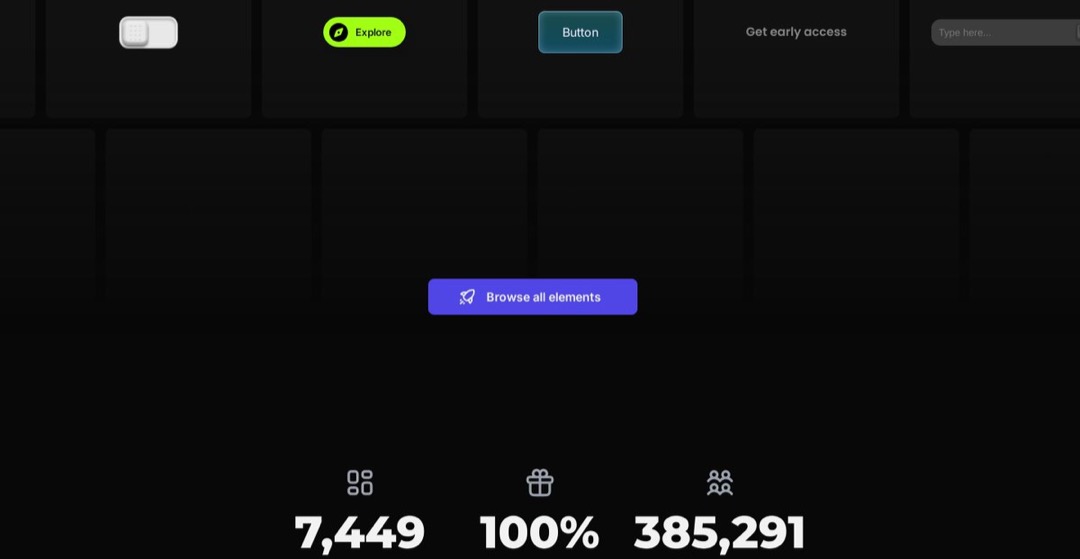 Explore
Button
Get early access
Type here...
Browse all elements
7,449
100%
385,291